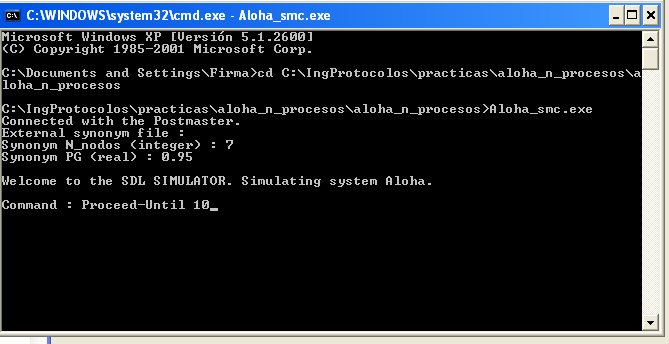 C:\WINDOWS\system32\cmd.exe - Aloha_smc.exe
Microsoft Windows XP [Versión 5.1.2600]
(C) Copyright 1985-2001 Microsoft Corp.
C:\Documents and Settings\Firma>cd C:\IngProtocolos\practicas\aloha_n_procesos\a
loha_n_procesos
C:\IngProtocolos\practicas\aloha_n_procesos\aloha_n_procesos>Aloha_smc.exe
Connected with the Postmaster.
External synonym file :
Synonym N_nodos (integer) : 7
Synonym PG (real) : 0.95
Welcome to the SDL SIMULATOR. Simulating system Aloha.
Command : Proceed-Until 10_